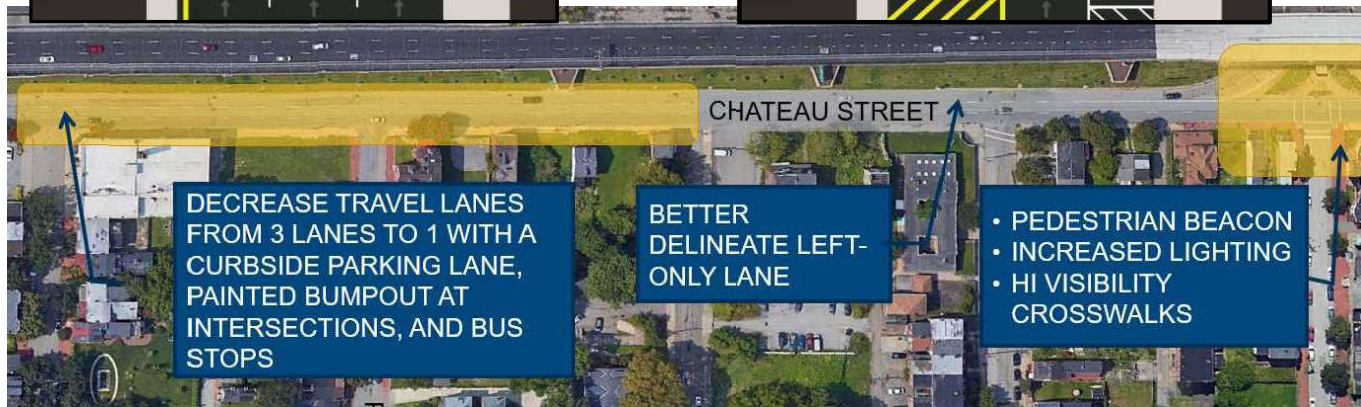 CHATEAU STREET
DECREASE TRAVEL LANES
FROM 3 LANES TO 1 WITH A
CURBSIDE PARKING LANE,
PAINTED BUMPOUT AT
INTERSECTIONS, AND BUS
STOPS
BETTER
DELINEATE LEFT-
ONLY LANE
• PEDESTRIAN BEACON
• INCREASED LIGHTING
• HI VISIBILITY
CROSSWALKS